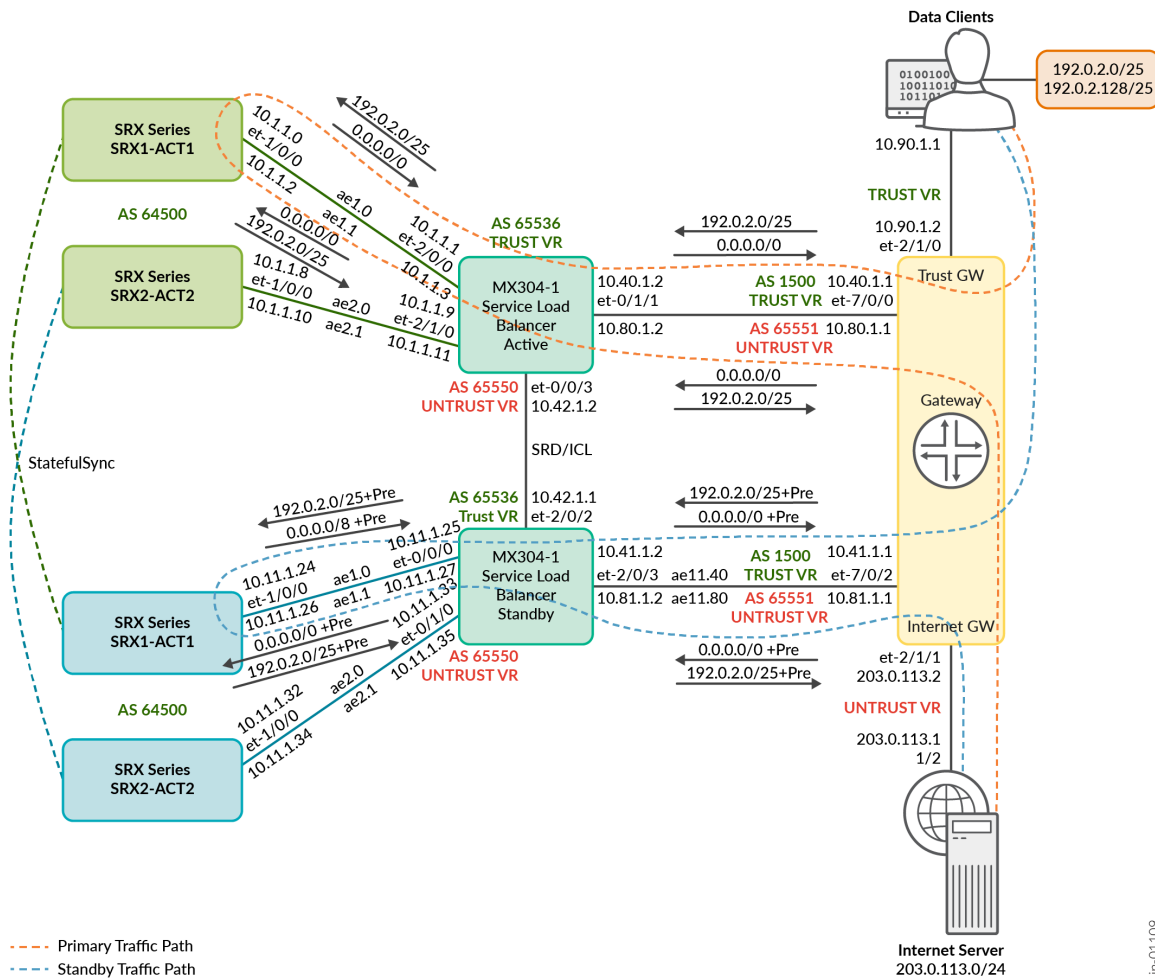 Data Clients
0100100
10011010
101101
192.0.2.0/25
192.0.2.128/25
10.90.1.1
TRUST VR
10.90.1.2
et-2/1/0
SRX Series
SRX1-ACT1
AS 64500
SRX Series
SRX2-ACT2
10.1.1.0
et-1/0/0
10.1.1.2
192.0.2.0/25
0.0.0.0/0
ae1.0
ae1.1
0.0.0.0/0
192.0.2.0/25
10.1.1.1
et-2/0/0
10.1.1.3
10.1.1.8
et-1/0/0
10.1.1.10
ae2.0
ae2.1
10.1.1.9
et-2/1/0
10.1.1.11
AS 65536
TRUST VR
MX304-1
Service Load
Balancer
Active
192.0.2.0/25
0.0.0.0/0
10.40.1.2
et-0/1/1
10.80.1.2
AS 1500
TRUST VR
10.40.1.1
et-7/0/0
AS 65551
UNTRUST VR
10.80.1.1
0.0.0.0/0
192.0.2.0/25
Trust GW
Gateway
Internet GW
AS 65550
UNTRUST VR
et-0/0/3
10.42.1.2
SRD/ICL
StatefulSync
AS 65536
Trust VR
10.42.1.1
et-2/0/2
192.0.2.0/25+Pre
0.0.0.0/8 +Pre
192.0.2.0/25+Pre
0.0.0.0/0 +Pre
MX304-1
Service Load
Balancer
Standby
10.41.1.2
et-2/0/3
ae11.40
10.81.1.2
ae11.80
AS 1500
TRUST VR
10.41.1.1
et-7/0/2
AS 65551
UNTRUST VR
10.81.1.1
0.0.0.0/0 +Pre
192.0.2.0/25+Pre
AS 65550
UNTRUST VR
SRX Series
SRX1-ACT1
AS 64500
SRX Series
SRX2-ACT2
10.11.1.24
et-1/0/0
10.11.1.26
ae1.0
ae1.1
10.11.1.25
et-0/0/0
10.11.1.27
0.0.0.0/0 +Pre
192.0.2.0/25+Pre
10.11.1.33
et-0/1/0
10.11.1.35
10.11.1.32
et-1/0/0
10.11.1.34
ae2.0
ae2.1
et-2/1/1
203.0.113.2
UNTRUST VR
203.0.113.1
1/2
Internet Server
203.0.113.0/24
Primary Traffic Path
Standby Traffic Path